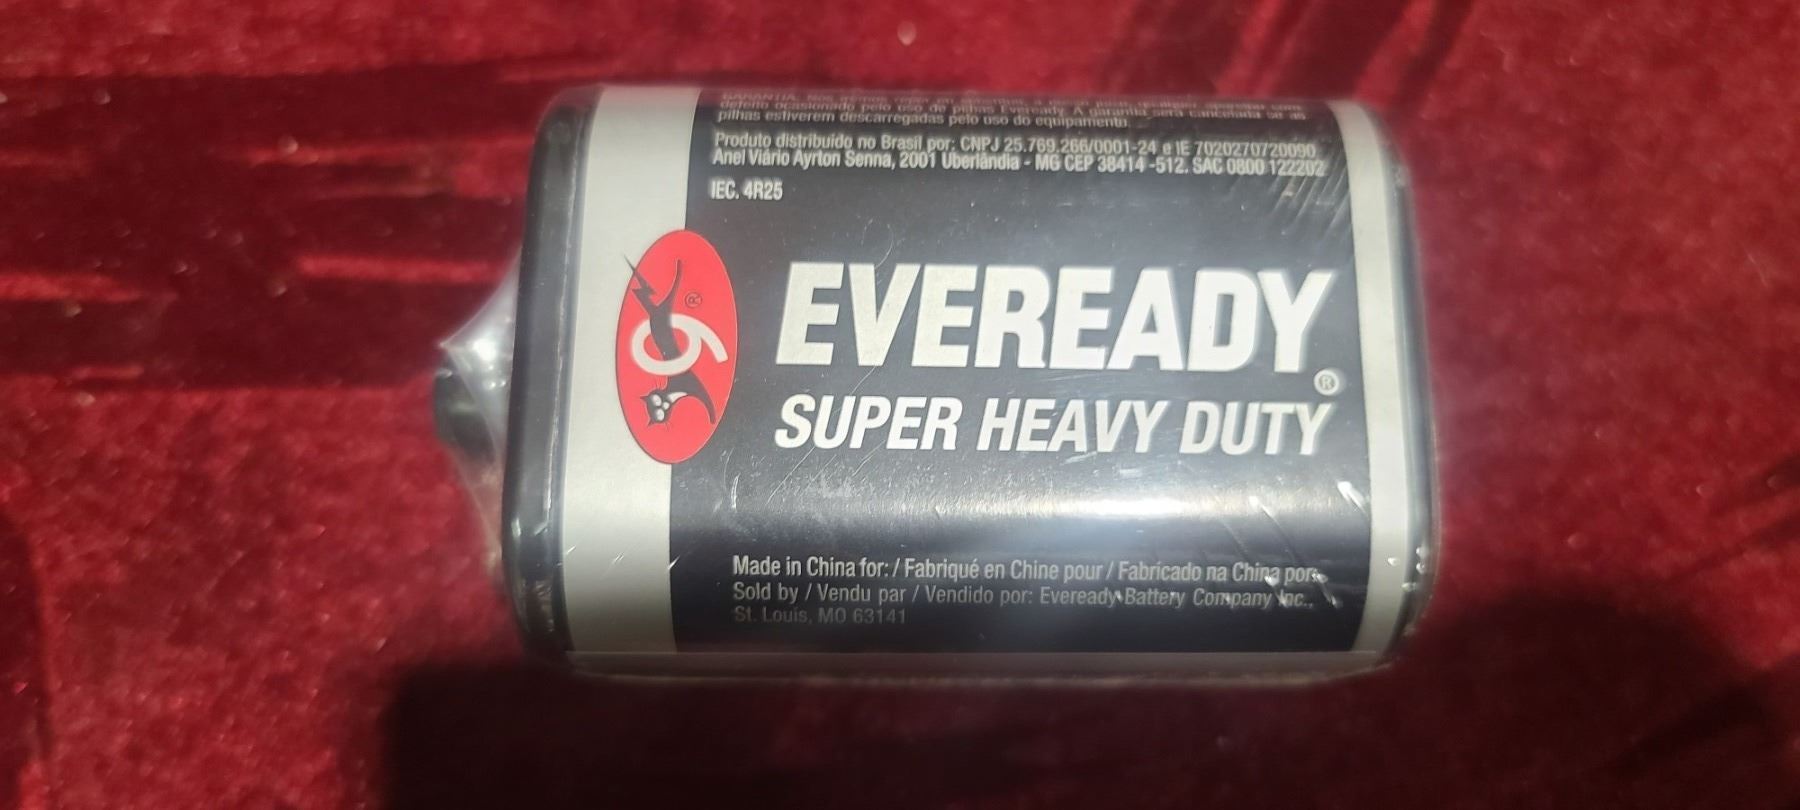 defeito ocasionado pelo uso de pilhas Eveready. A garantia será cancelada se as
pilhas estiverem descarregadas pelo uso do equipamento.
Produto distribuido no Brasil por: CNPJ 25.769.266/0001-24 e IE 7020270720090
Anel Viário Ayrton Senna, 2001 Uberlândia - MG CEP 38414 -512. SAC 0800 122202
IEC. 4R25
9
®
EVEREADY®
SUPER HEAVY DUTY
Made in China for: / Fabriqué en Chine pour / Fabricado na China por:
Sold by / Vendu par / Vendido por: Eveready Battery Company Inc.,
St. Louis, MO 63141